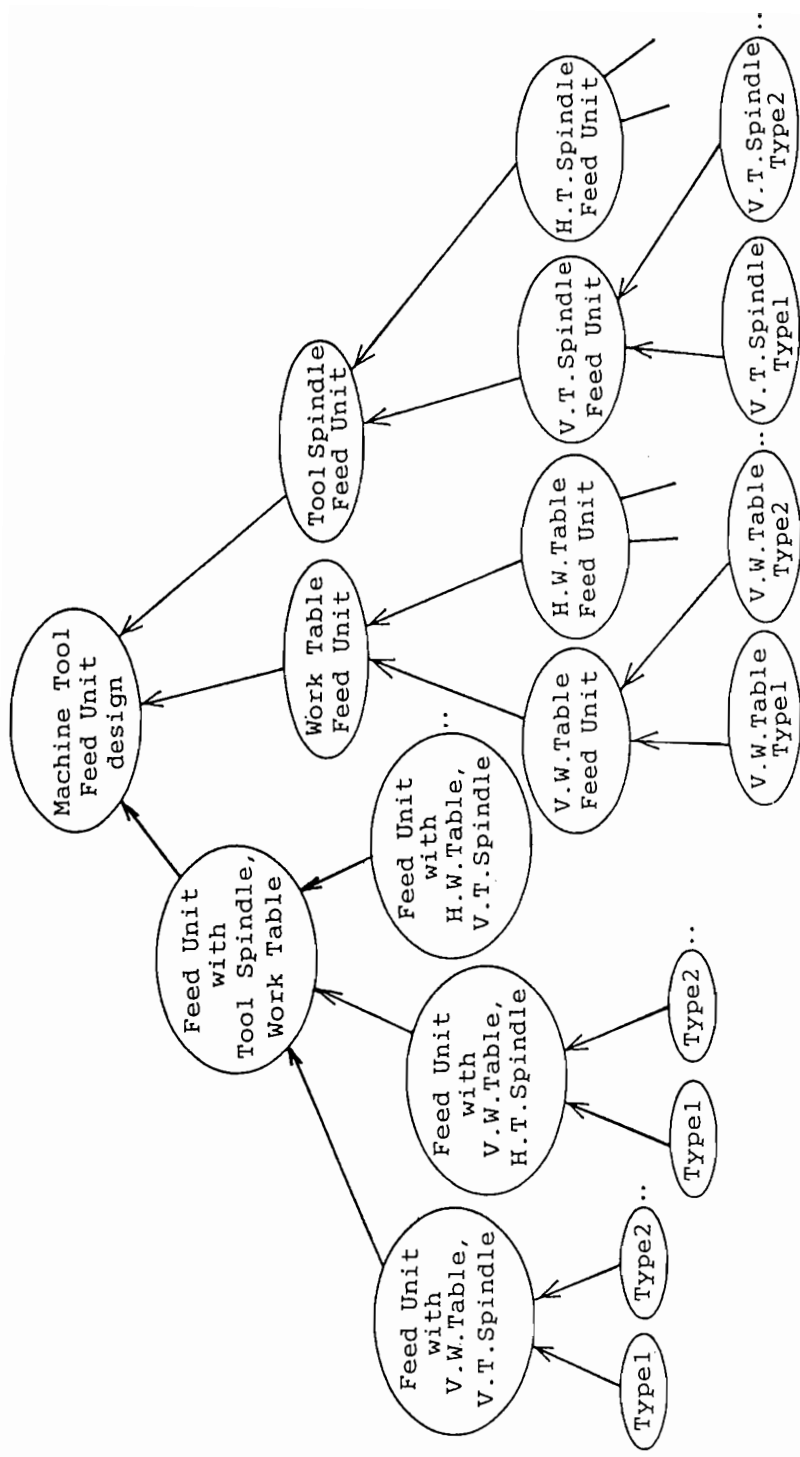 Machine Tool
Feed Unit
design
Feed Unit
with
Tool Spindle,
Work Table
Work Table
Feed Unit
Tool Spindle
Feed Unit
Feed Unit
with
V.W.Table,
V.T.Spindle
Feed Unit
with
V.W.Table,
H.T.Spindle
Feed Unit
with
H.W.Table,
V.T.Spindle
..
V.W.Table
Feed Unit
H.W.Table
Feed Unit
V.T.Spindle
Feed Unit
H.T.Spindle
Feed Unit
Type1
Type2
..
Type1
Type2
..
V.W.Table
Type1
V.W.Table
Type2
..
V.T.Spindle
Type1
V.T.Spindle
Type2
..